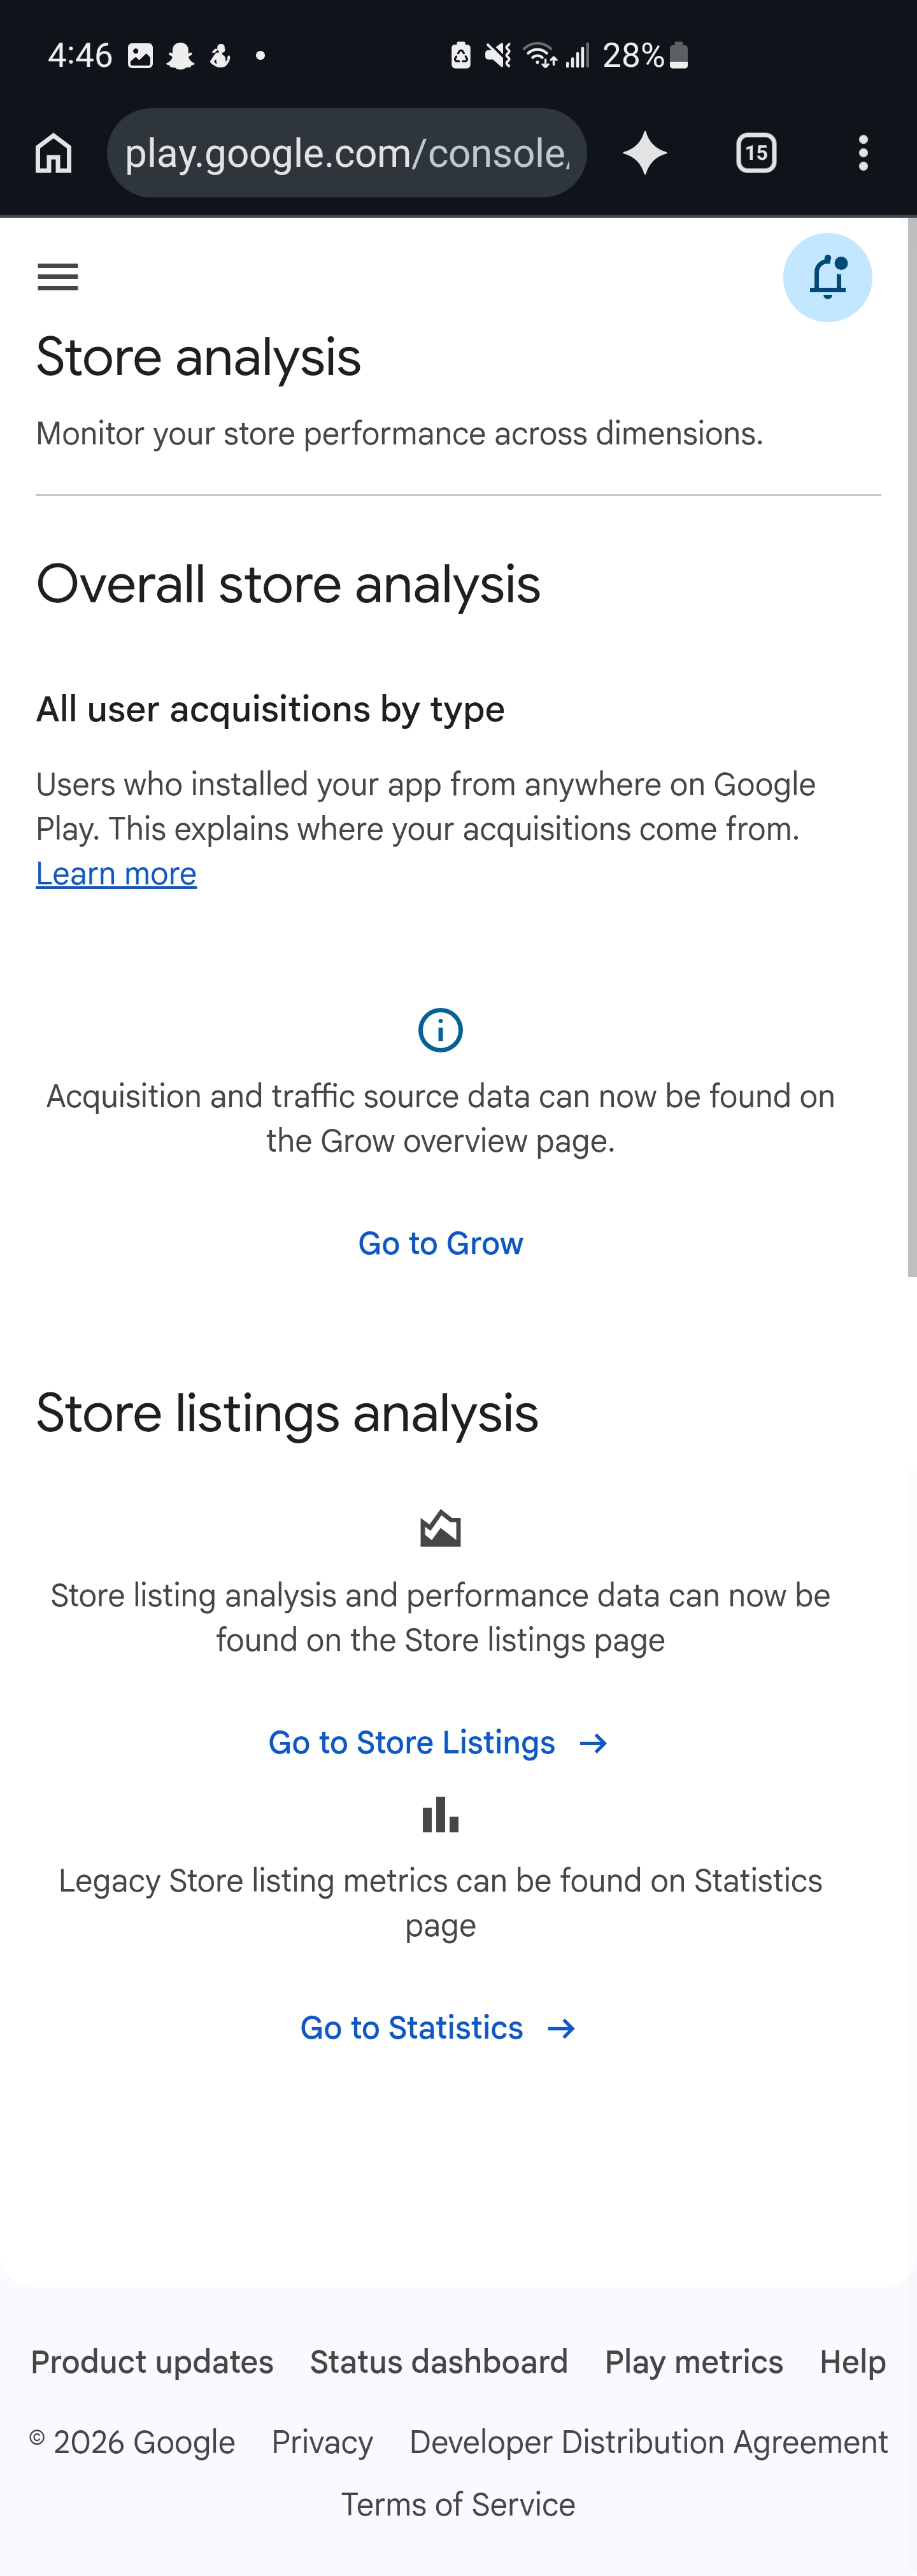 4:46
28%
play.google.com/console
15
Store analysis
Monitor your store performance across dimensions.
Overall store analysis
All user acquisitions by type
Users who installed your app from anywhere on Google
Play. This explains where your acquisitions come from.
Learn more
Acquisition and traffic source data can now be found on
the Grow overview page.
Go to Grow
Store listings analysis
Store listing analysis and performance data can now be
found on the Store listings page
Go to Store Listings →
Legacy Store listing metrics can be found on Statistics
page
Go to Statistics →
Product updates Status dashboard Play metrics Help
© 2026 Google Privacy Developer Distribution Agreement
Terms of Service